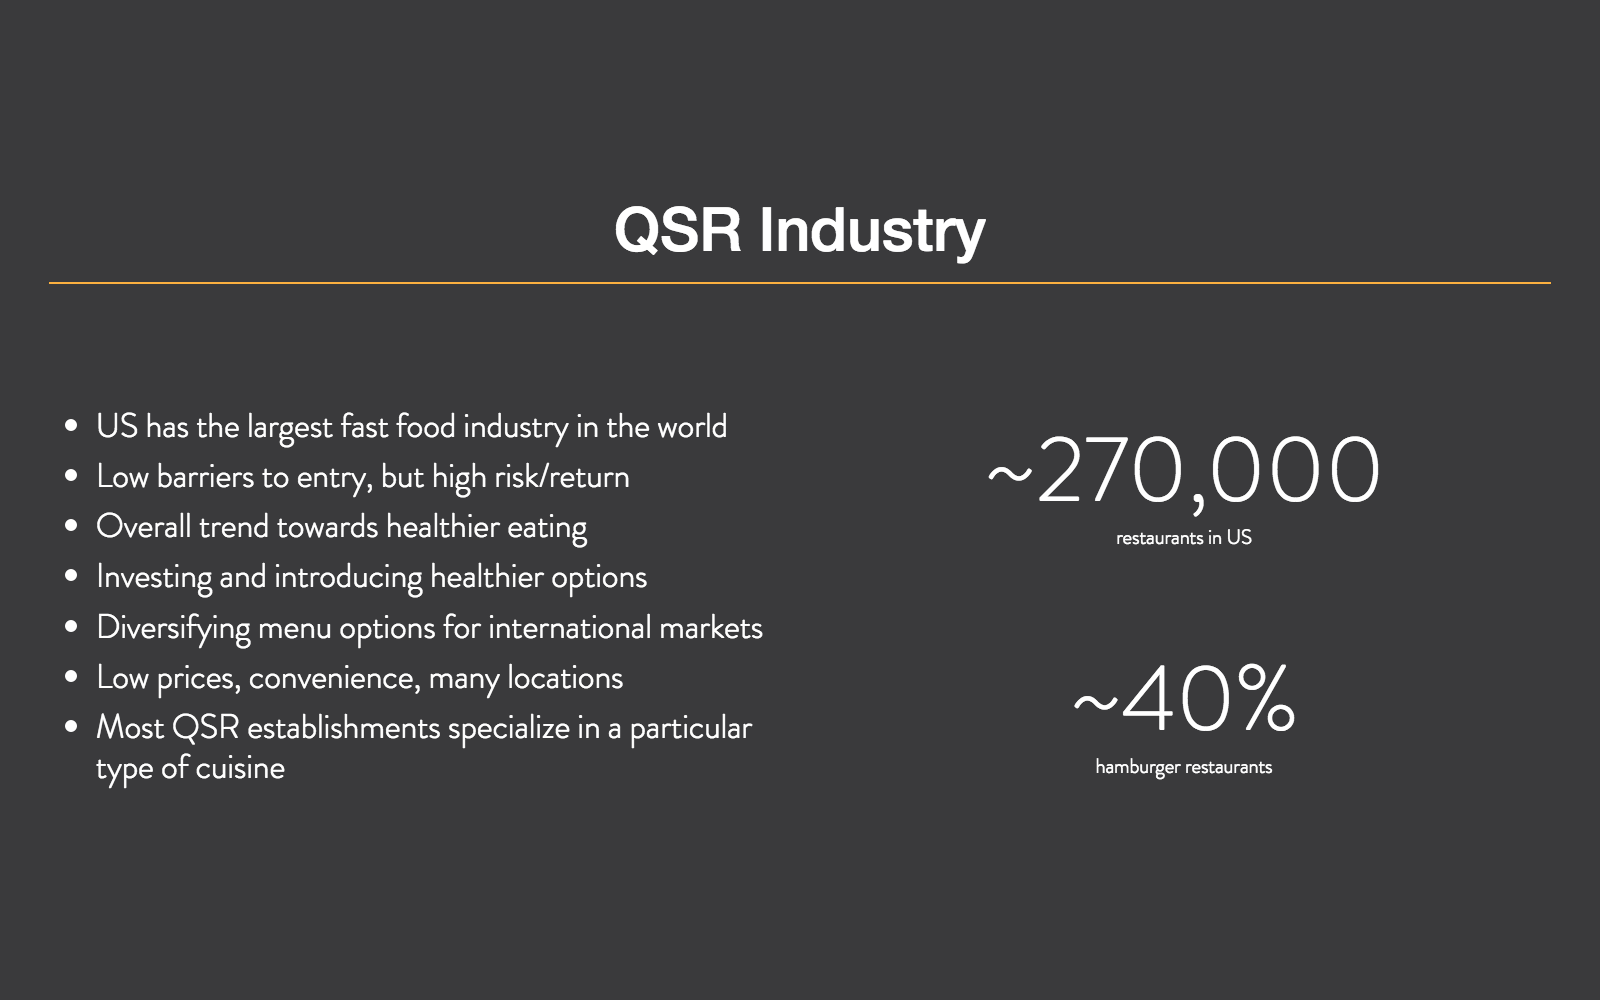 QSR Industry
• US has the largest fast food industry in the world
• Low barriers to entry, but high risk/return
• Overall trend towards healthier eating
• Investing and introducing healthier options
• Diversifying menu options for international markets
• Low prices, convenience, many locations
• Most QSR establishments specialize in a particular
type of cuisine
~270,000
restaurants in US
~40%
hamburger restaurants